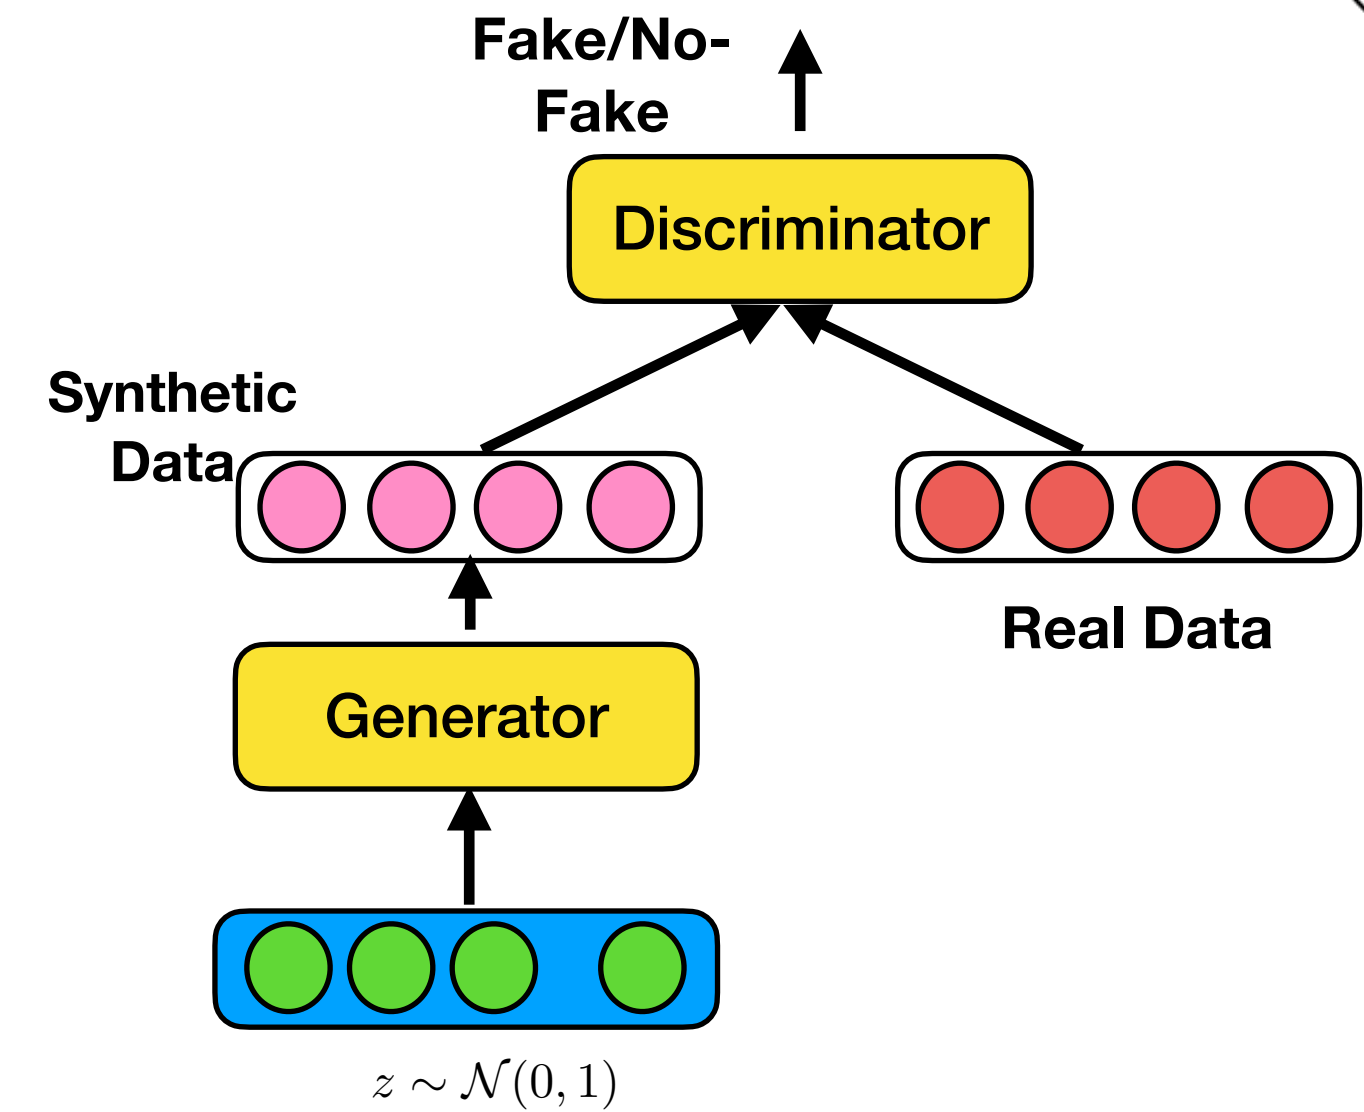 Fake/No-
Fake
Discriminator
Synthetic
Data
Real Data
Generator
z ∼ 𝒩(0, 1)